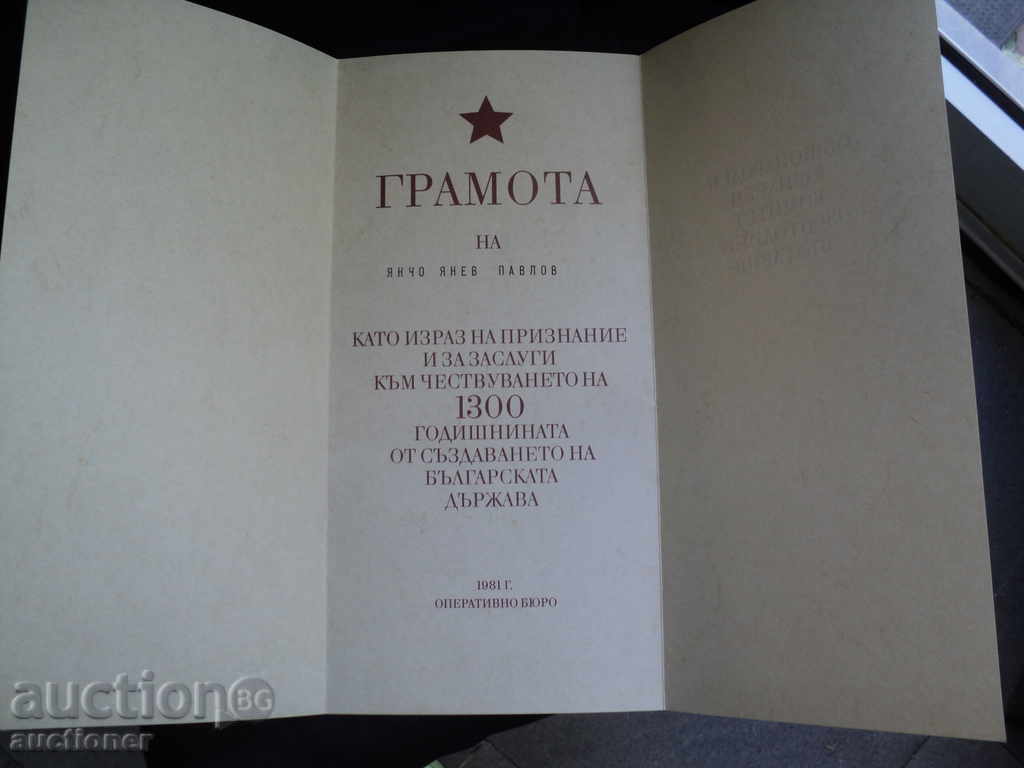 ГРАМОТА
НА
ЯНЧО ЯНЕВ ПАВЛОВ
КАТО ИЗРАЗ НА ПРИЗНАНИЕ
И ЗА ЗАСЛУГИ
КЪМ ЧЕСТВУВАНЕТО НА
1300
ГОДИШНИНАТА
ОТ СЪЗДАВАНЕТО НА
БЪЛГАРСКАТА
ДЪРЖАВА
1981 Г.
ОПЕРАТИВНО БЮРО
auction BG
auctioner